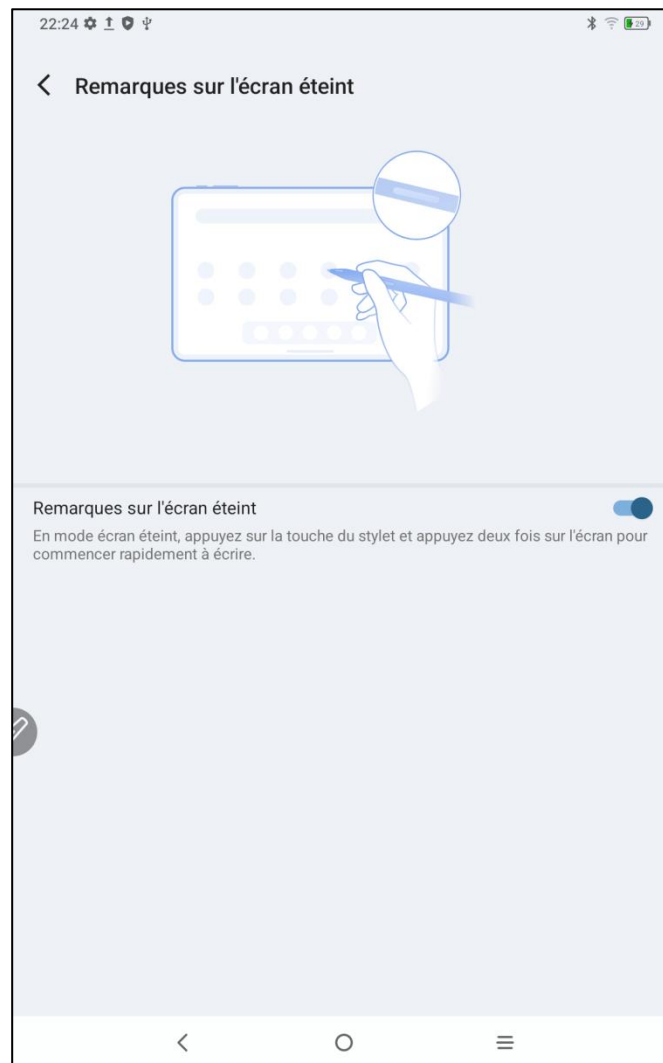 22:24
29
Remarques sur l'écran éteint
Remarques sur l'écran éteint
En mode écran éteint, appuyez sur la touche du stylet et appuyez deux fois sur l'écran pour
commencer rapidement à écrire.